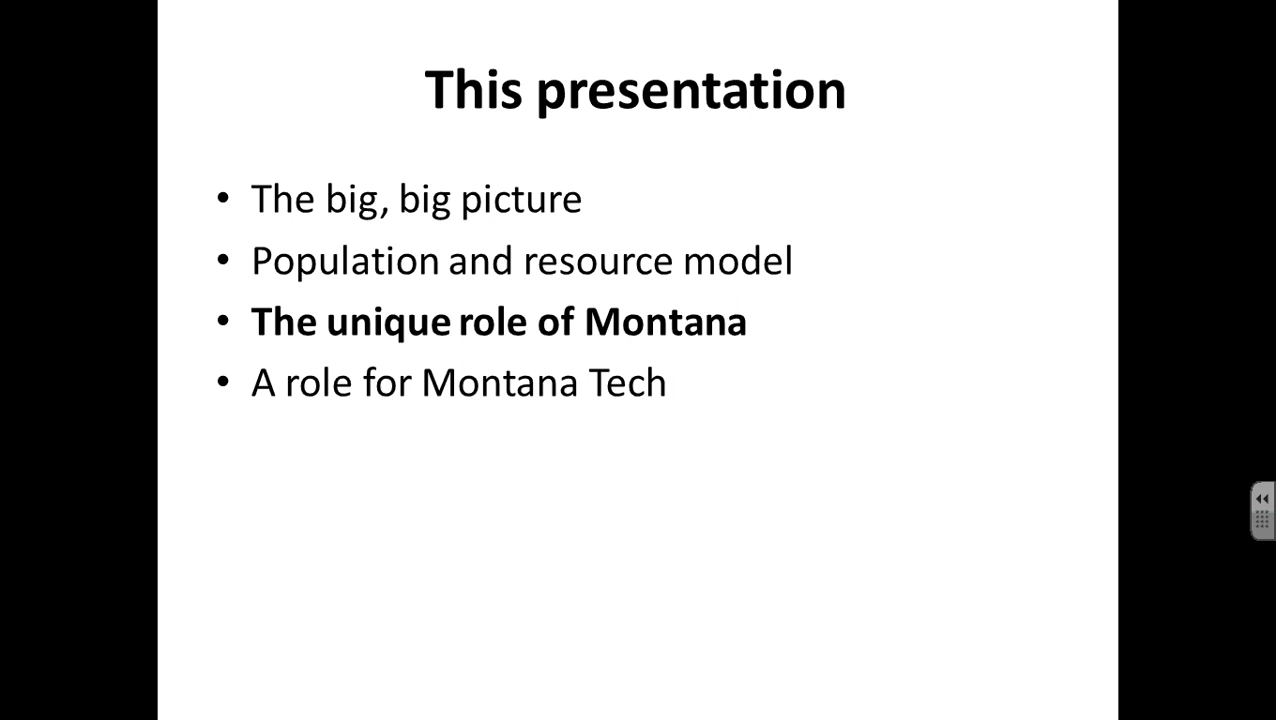 This presentation
• The big, big picture
• Population and resource model
• The unique role of Montana
• A role for Montana Tech